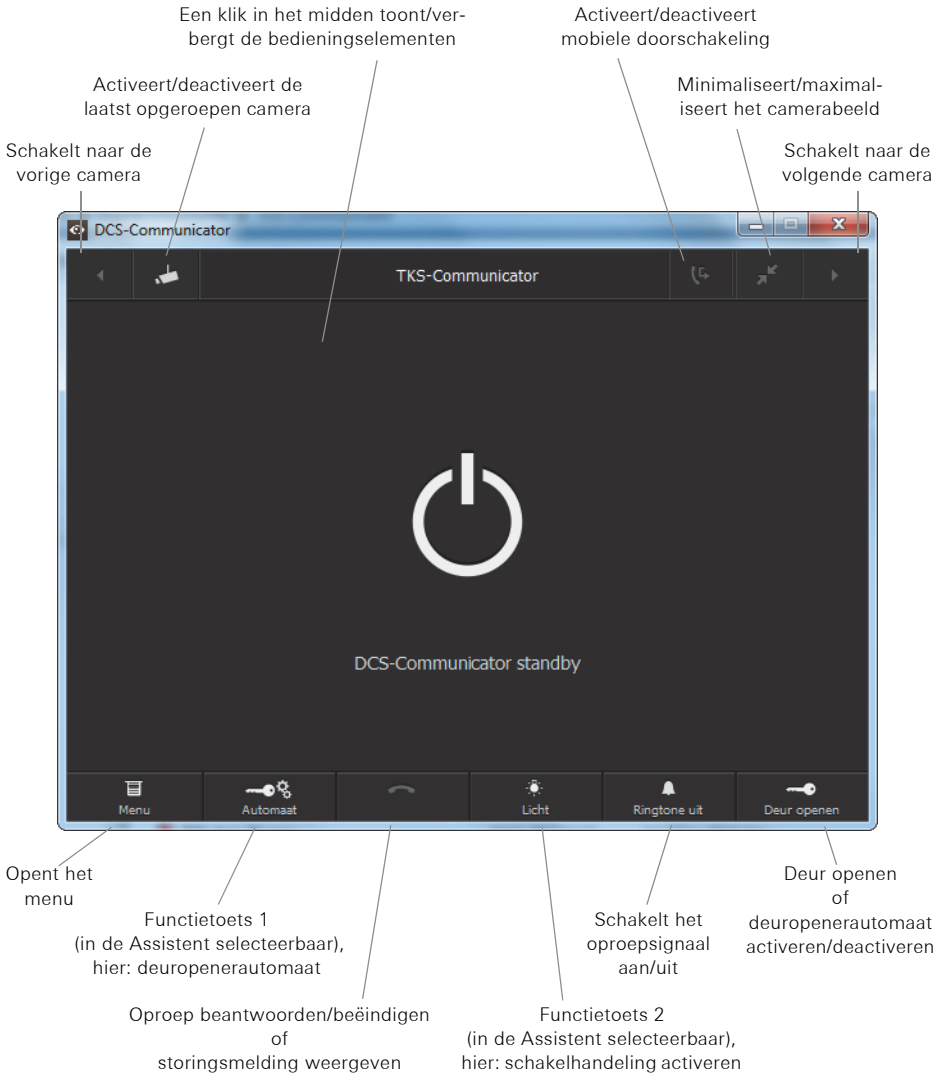 Een klik in het midden toont/ver-
bergt de bedieningselementen
Activeert/deactiveert
mobiele doorschakeling
Activeert/deactiveert de
laatst opgeroepen camera
Minimaliseert/maximal-
iseert het camerabeeld
Schakelt naar de
vorige camera
Schakelt naar de
volgende camera
DCS-Communicator
TKS-Communicator
DCS-Communicator standby
Menu
Automaat
Licht
Ringtone uit
Deur openen
Opent het
menu
Deur openen
of
deuropenerautomaat
activeren/deactiveren
Functietoets 1
(in de Assistent selecteerbaar),
hier: deuropenerautomaat
Schakelt het
oproepsignaal
aan/uit
Oproep beantwoorden/beëindigen
of
storingsmelding weergeven
Functietoets 2
(in de Assistent selecteerbaar),
hier: schakelhandeling activeren